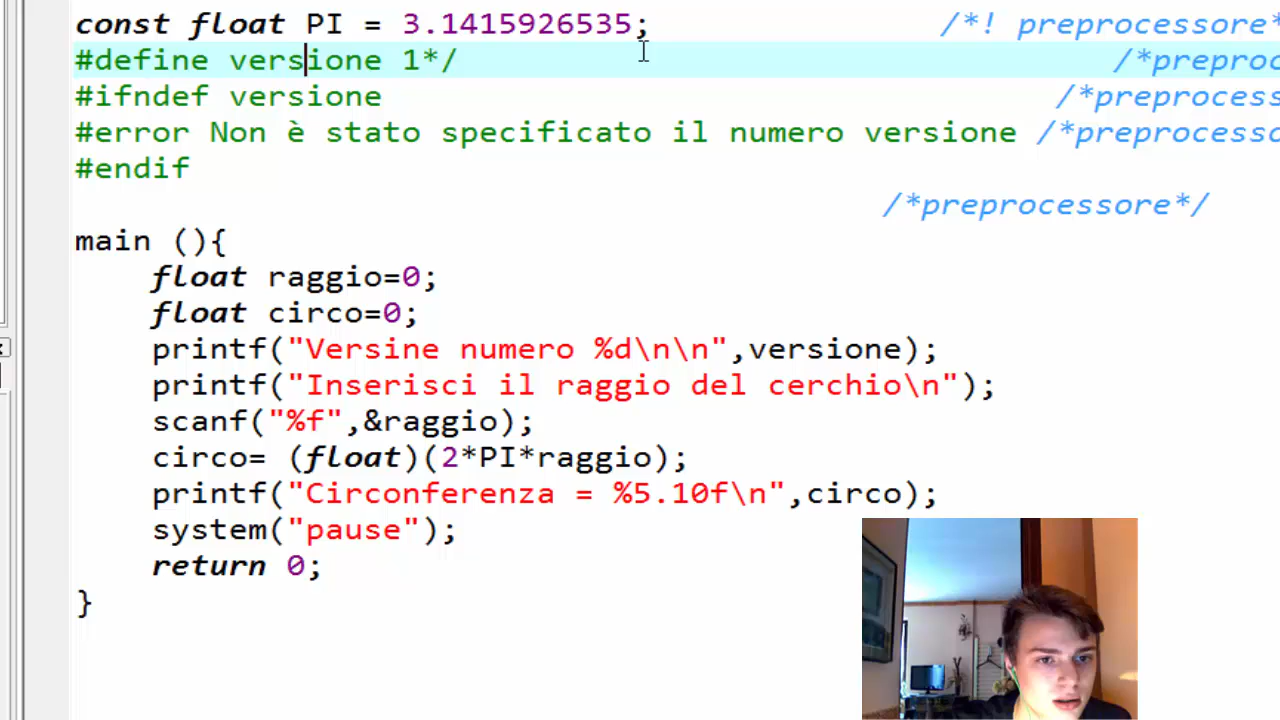 const float PI = 3.1415926535; /*! preprocessore*
#define versione 1*/ /*preproc
#ifndef versione /*preprocess
#error Non è stato specificato il numero versione /*preprocesso
#endif
/*preprocessore*/
main (){
float raggio=0;
float circo=0;
printf("Versine numero %d\n\n",versione);
printf("Inserisci il raggio del cerchio\n");
scanf("%f",&raggio);
circo= (float)(2*PI*raggio);
printf("Circonferenza = %5.10f\n",circo);
system("pause");
return 0;
}